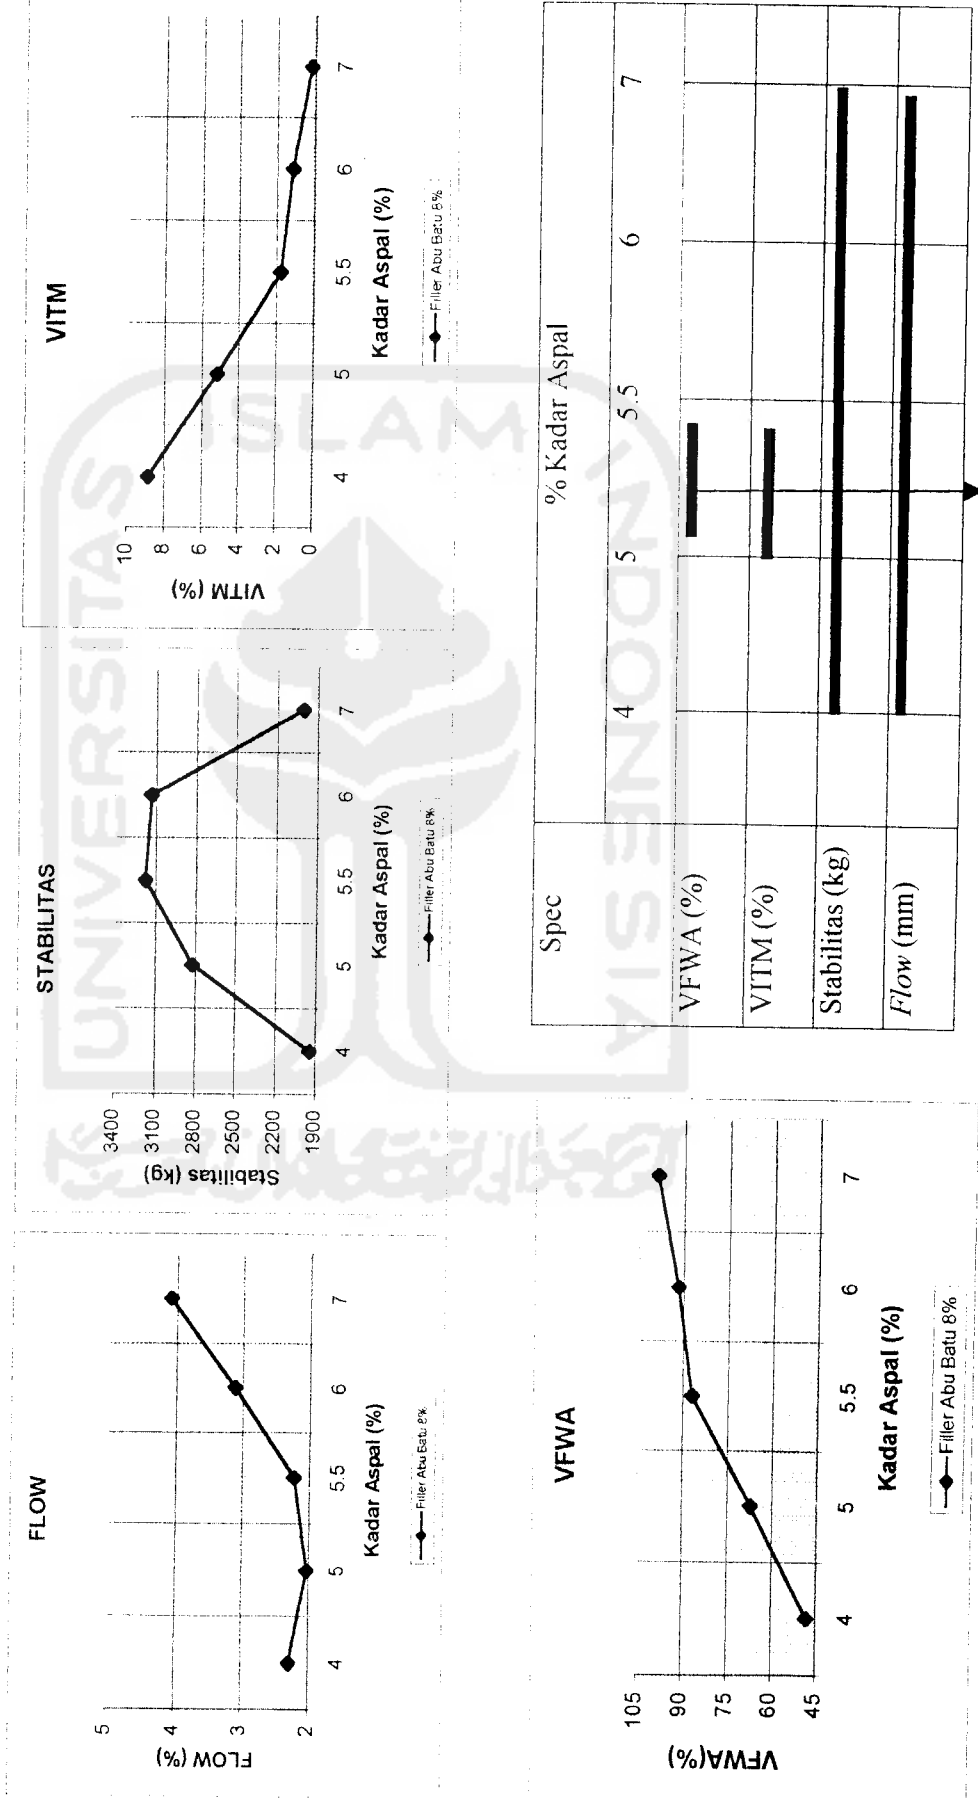 FLOW
FLOW (%)
5
4
3
2
4
5
5.5
6
7
Kadar Aspal (%)
Filler Abu Batu 8%
STABILITAS
Stabilitas (kg)
3400
3100
2800
2500
2200
1900
4
5
5.5
6
7
Kadar Aspal (%)
Filler Abu Batu 8%
VITM
VITM (%)
10
8
6
4
2
0
4
5
5.5
6
7
Kadar Aspal (%)
Filler Abu Batu 8%
VFWA
VFWA(%)
105
90
75
60
45
4
5
5.5
6
7
Kadar Aspal (%)
Filler Abu Batu 8%
Spec % Kadar Aspal
4 5 5.5 6 7
VFWA (%)
VITM (%)
Stabilitas (kg)
Flow (mm)
UNIVERSITAS
ISLAM
INDONESIA